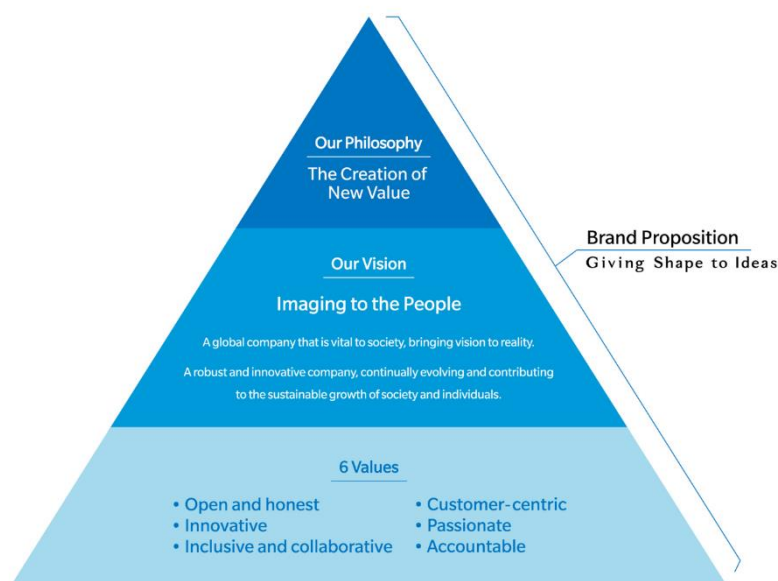 Our Philosophy
The Creation of
New Value
Our Vision
Imaging to the People
A global company that is vital to society, bringing vision to reality.
A robust and innovative company, continually evolving and contributing
to the sustainable growth of society and individuals.
Brand Proposition
Giving Shape to Ideas
6 Values
• Open and honest
• Innovative
• Inclusive and collaborative
• Customer-centric
• Passionate
• Accountable